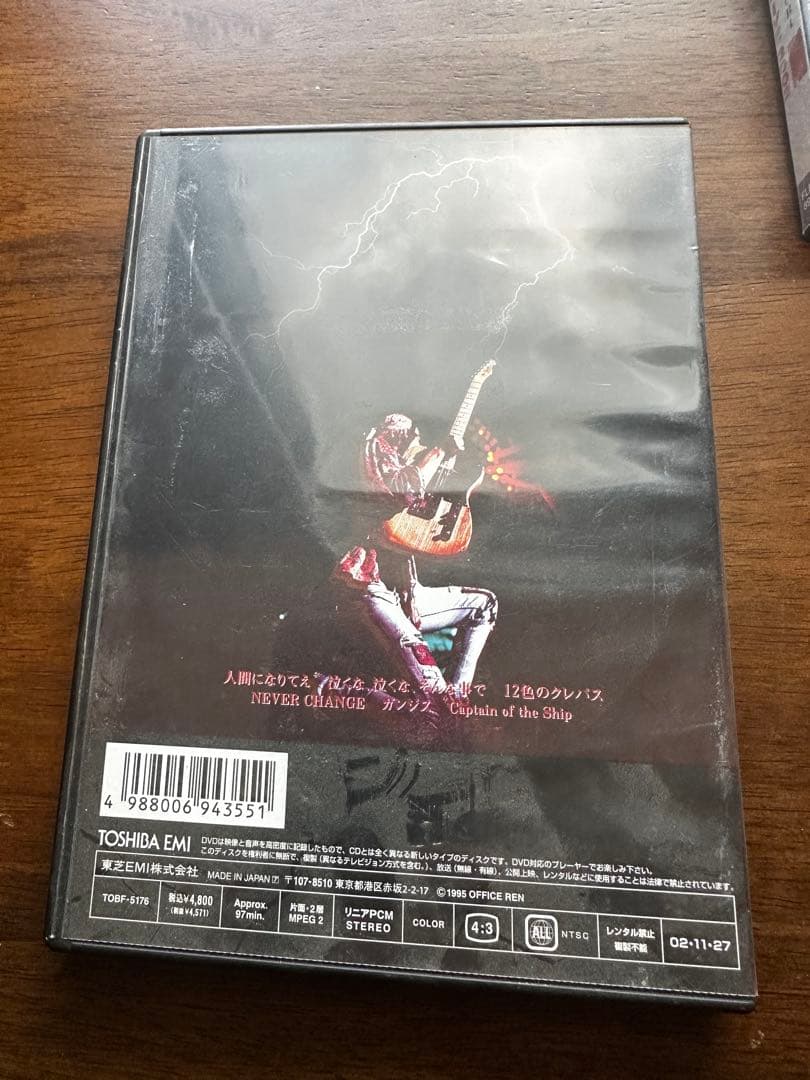 人間になりてえ 泣くな、泣くな、そんな事で 12色のクレパス
NEVER CHANGE ガンジス Captain of the Ship
4 988006 943551
TOSHIBA EMI
DVDは映像と音声を高密度に記録したもので、CDとは全く異なる新しいタイプのディスクです。DVD対応のプレーヤーでお楽しみ下さい。
このディスクを権利者に無断で、複製(異なるテレビジョン方式を含む。)、放送(無線・有線)、公開上映、レンタルなどに使用することは法律で禁止されています。
東芝EMI株式会社 MADE IN JAPAN 〒107-8510 東京都港区赤坂2-2-17 ©1995 OFFICE REN
TOBF-5176
税込¥4,800
(税抜¥4,571)
Approx.
97min.
片面・2層
MPEG 2
リニアPCM
STEREO
COLOR
4:3
ALL
NTSC
レンタル禁止
複製不能
02・11・27